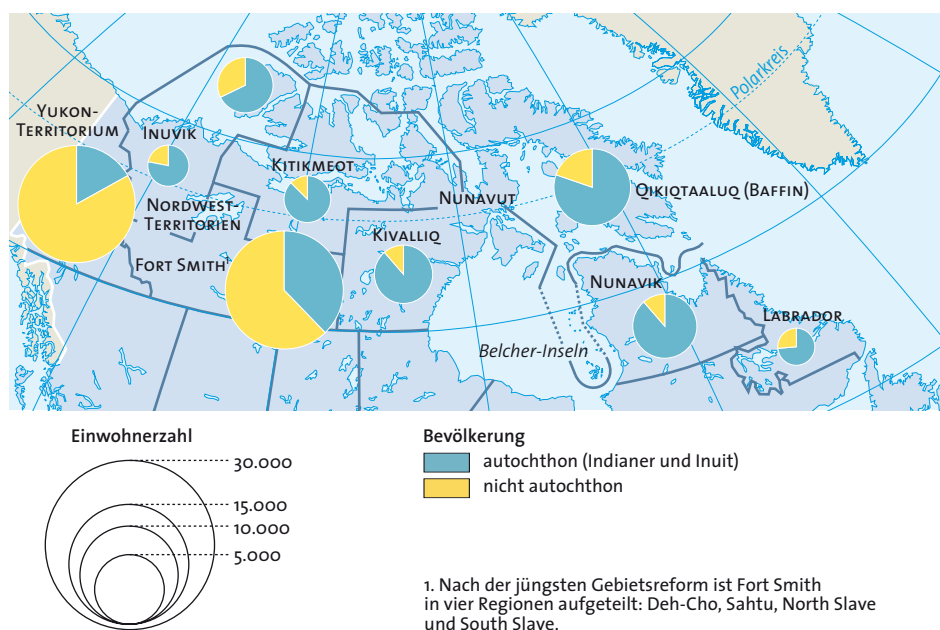 Polarkreis
YUKON-
TERRITORIUM
INUVIK
KITIKMEOT
NORDWEST-
TERRITORIEN
NUNAVUT
QIKIQTAALUQ (BAFFIN)
KIVALLIQ
FORT SMITH¹
NUNAVIK
LABRADOR
Belcher-Inseln
Einwohnerzahl
30.000
15.000
10.000
5.000
Bevölkerung
autochthon (Indianer und Inuit)
nicht autochthon
1. Nach der jüngsten Gebietsreform ist Fort Smith
in vier Regionen aufgeteilt: Deh-Cho, Sahtu, North Slave
und South Slave.